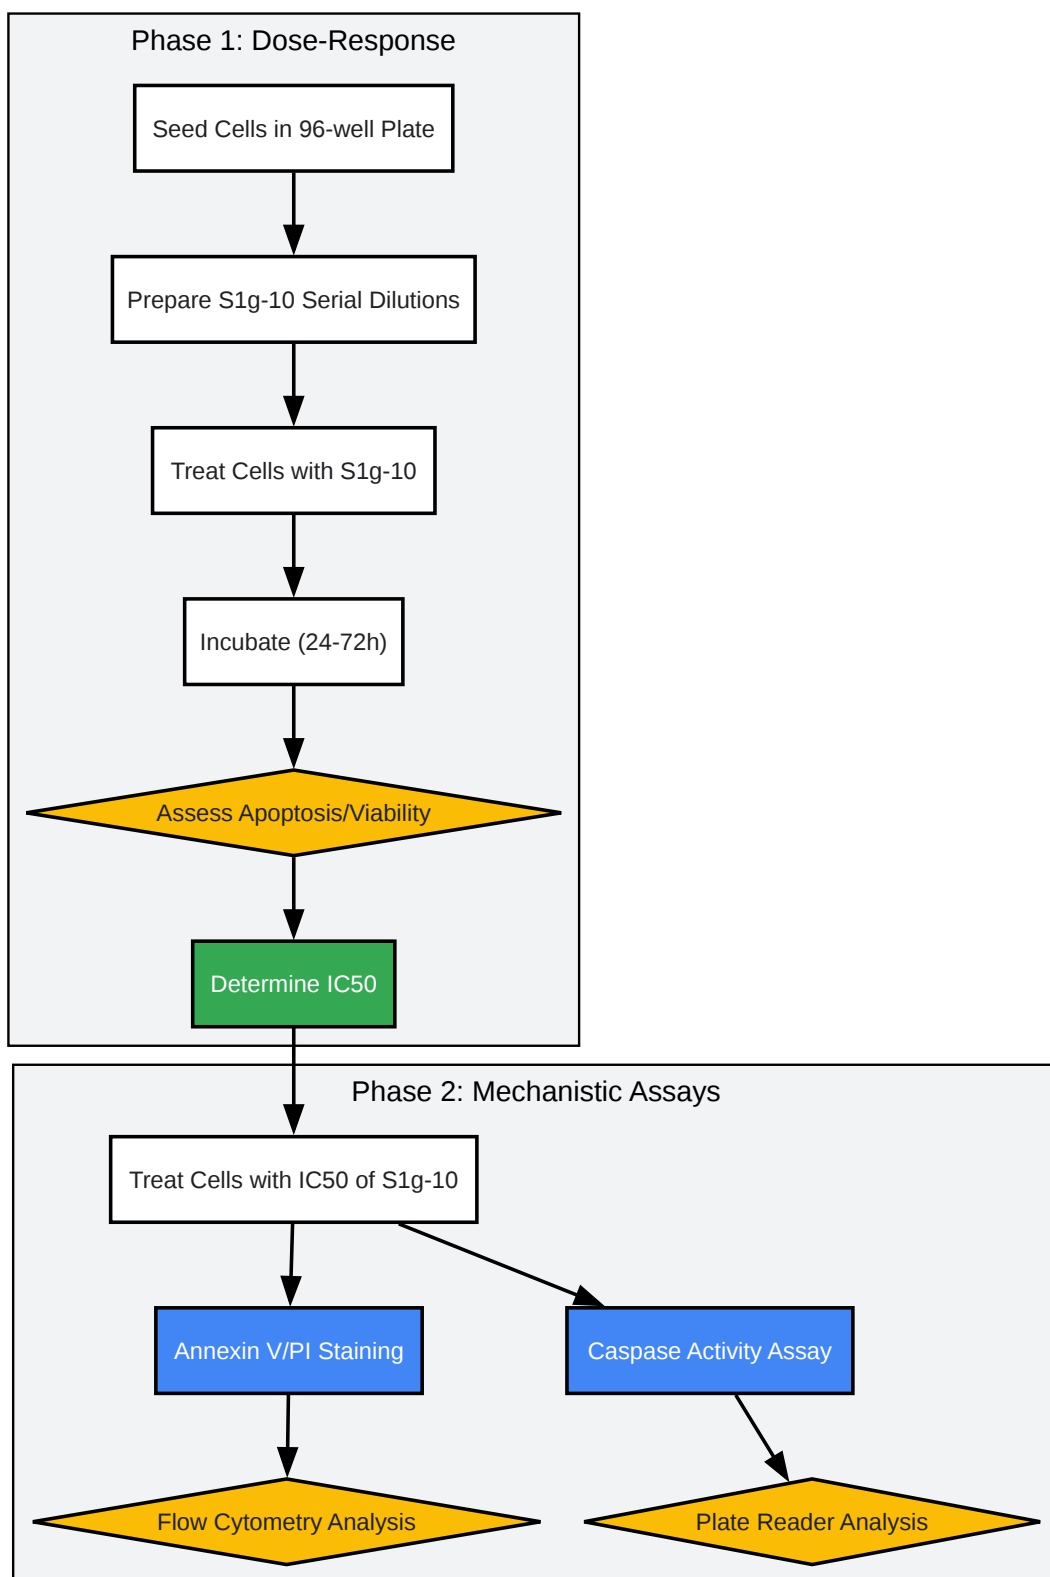 Phase 1: Dose-Response
Seed Cells in 96-well Plate
Prepare S1g-10 Serial Dilutions
Treat Cells with S1g-10
Incubate (24-72h)
Assess Apoptosis/Viability
Determine IC50
Phase 2: Mechanistic Assays
Treat Cells with IC50 of S1g-10
Annexin V/PI Staining
Caspase Activity Assay
Flow Cytometry Analysis
Plate Reader Analysis